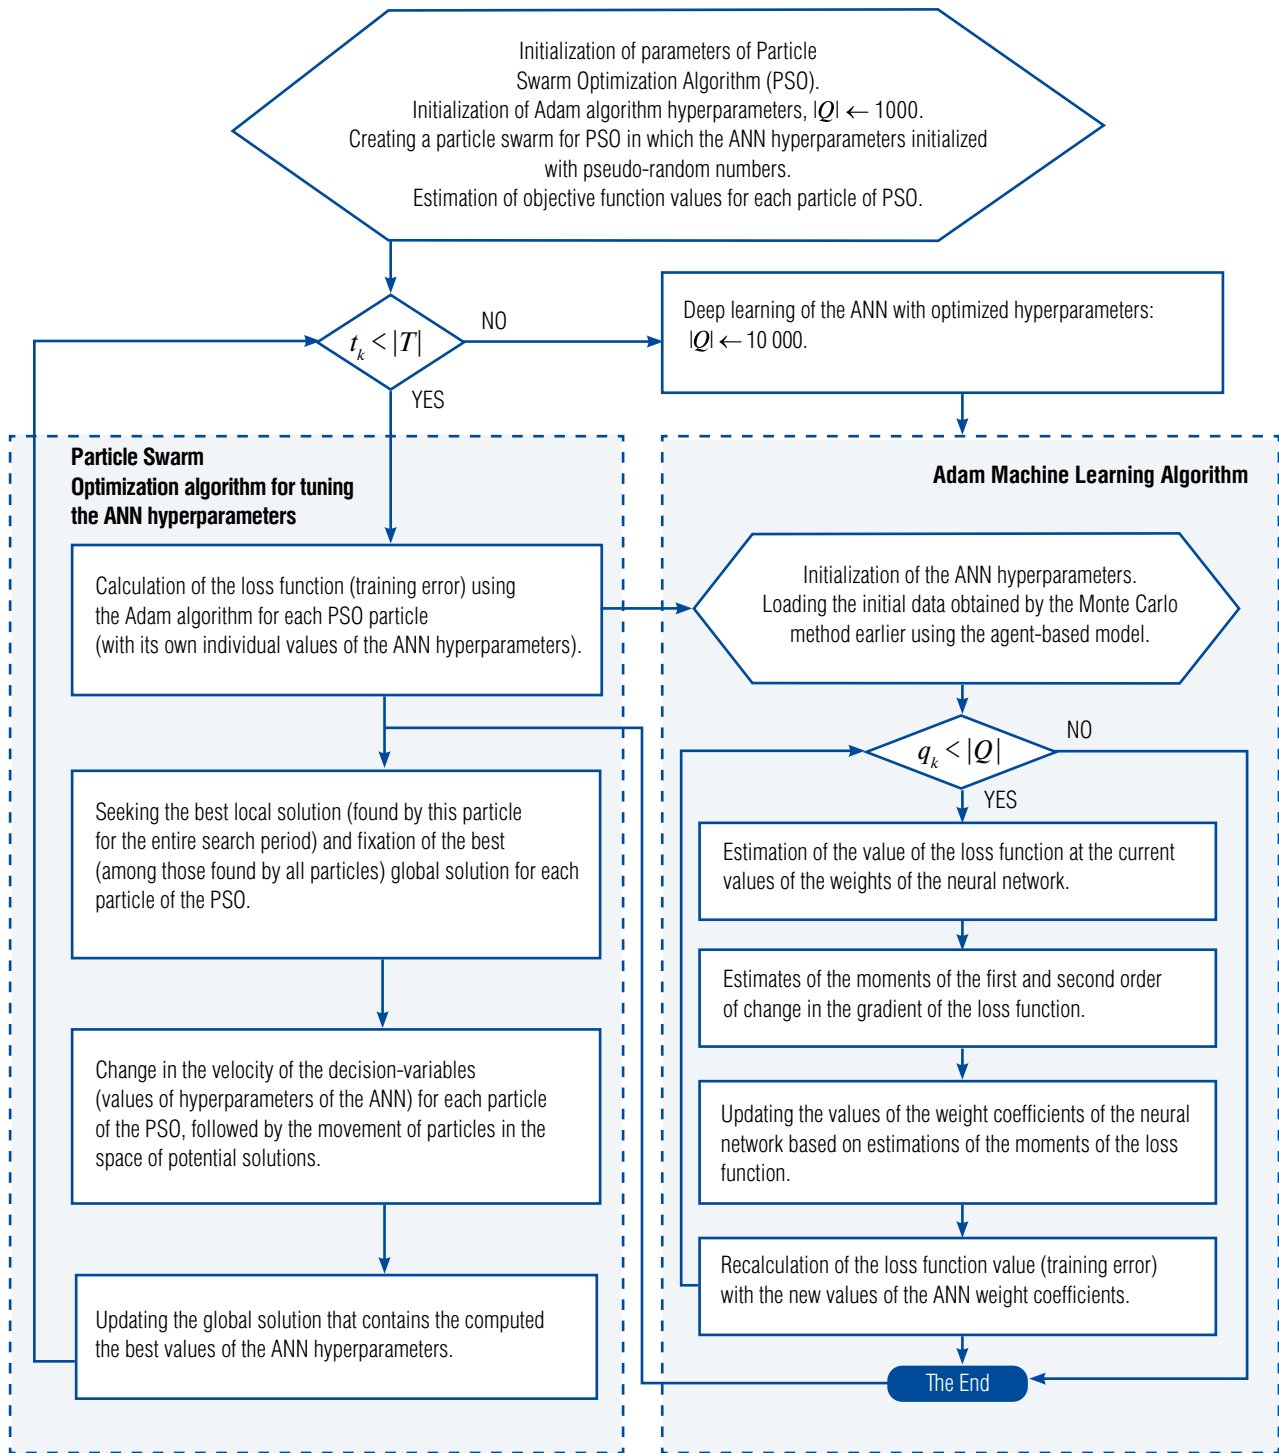 Initialization of parameters of Particle
Swarm Optimization Algorithm (PSO).
Initialization of Adam algorithm hyperparameters, |Q| ← 1000.
Creating a particle swarm for PSO in which the ANN hyperparameters initialized
with pseudo-random numbers.
Estimation of objective function values for each particle of PSO.
t_k < |T|
NO
YES
Deep learning of the ANN with optimized hyperparameters:
|Q| ← 10 000.
Particle Swarm
Optimization algorithm for tuning
the ANN hyperparameters
Calculation of the loss function (training error) using
the Adam algorithm for each PSO particle
(with its own individual values of the ANN hyperparameters).
Seeking the best local solution (found by this particle
for the entire search period) and fixation of the best
(among those found by all particles) global solution for each
particle of the PSO.
Change in the velocity of the decision-variables
(values of hyperparameters of the ANN) for each particle
of the PSO, followed by the movement of particles in the
space of potential solutions.
Updating the global solution that contains the computed
the best values of the ANN hyperparameters.
Adam Machine Learning Algorithm
Initialization of the ANN hyperparameters.
Loading the initial data obtained by the Monte Carlo
method earlier using the agent-based model.
q_k < |Q|
NO
YES
Estimation of the value of the loss function at the current
values of the weights of the neural network.
Estimates of the moments of the first and second order
of change in the gradient of the loss function.
Updating the values of the weight coefficients of the neural
network based on estimations of the moments of the loss
function.
Recalculation of the loss function value (training error)
with the new values of the ANN weight coefficients.
The End